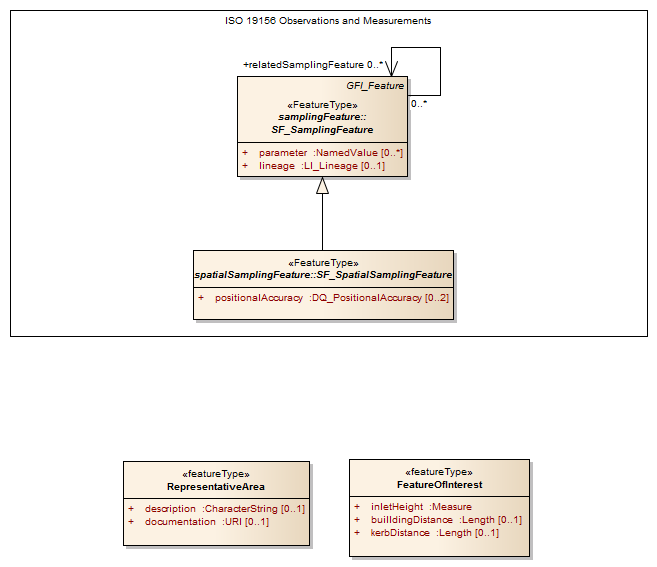 ISO 19156 Observations and Measurements
+relatedSamplingFeature 0..*
GFI_Feature
0..*
«FeatureType»
samplingFeature::
SF_SamplingFeature
+ parameter :NamedValue [0..*]
+ lineage :LI_Lineage [0..1]
«FeatureType»
spatialSamplingFeature::SF_SpatialSamplingFeature
+ positionalAccuracy :DQ_PositionalAccuracy [0..2]
«featureType»
RepresentativeArea
+ description :CharacterString [0..1]
+ documentation :URI [0..1]
«featureType»
FeatureOfInterest
+ inletHeight :Measure
+ builldingDistance :Length [0..1]
+ kerbDistance :Length [0..1]